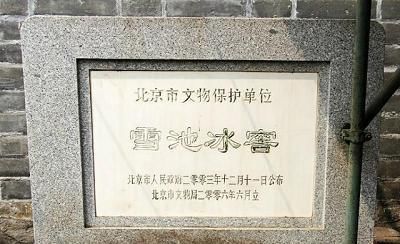 北京市文物保护单位
雪池冰窖
北京市人民政府二零零三年十二月十一日公布
北京市文物局二零零六年六月立